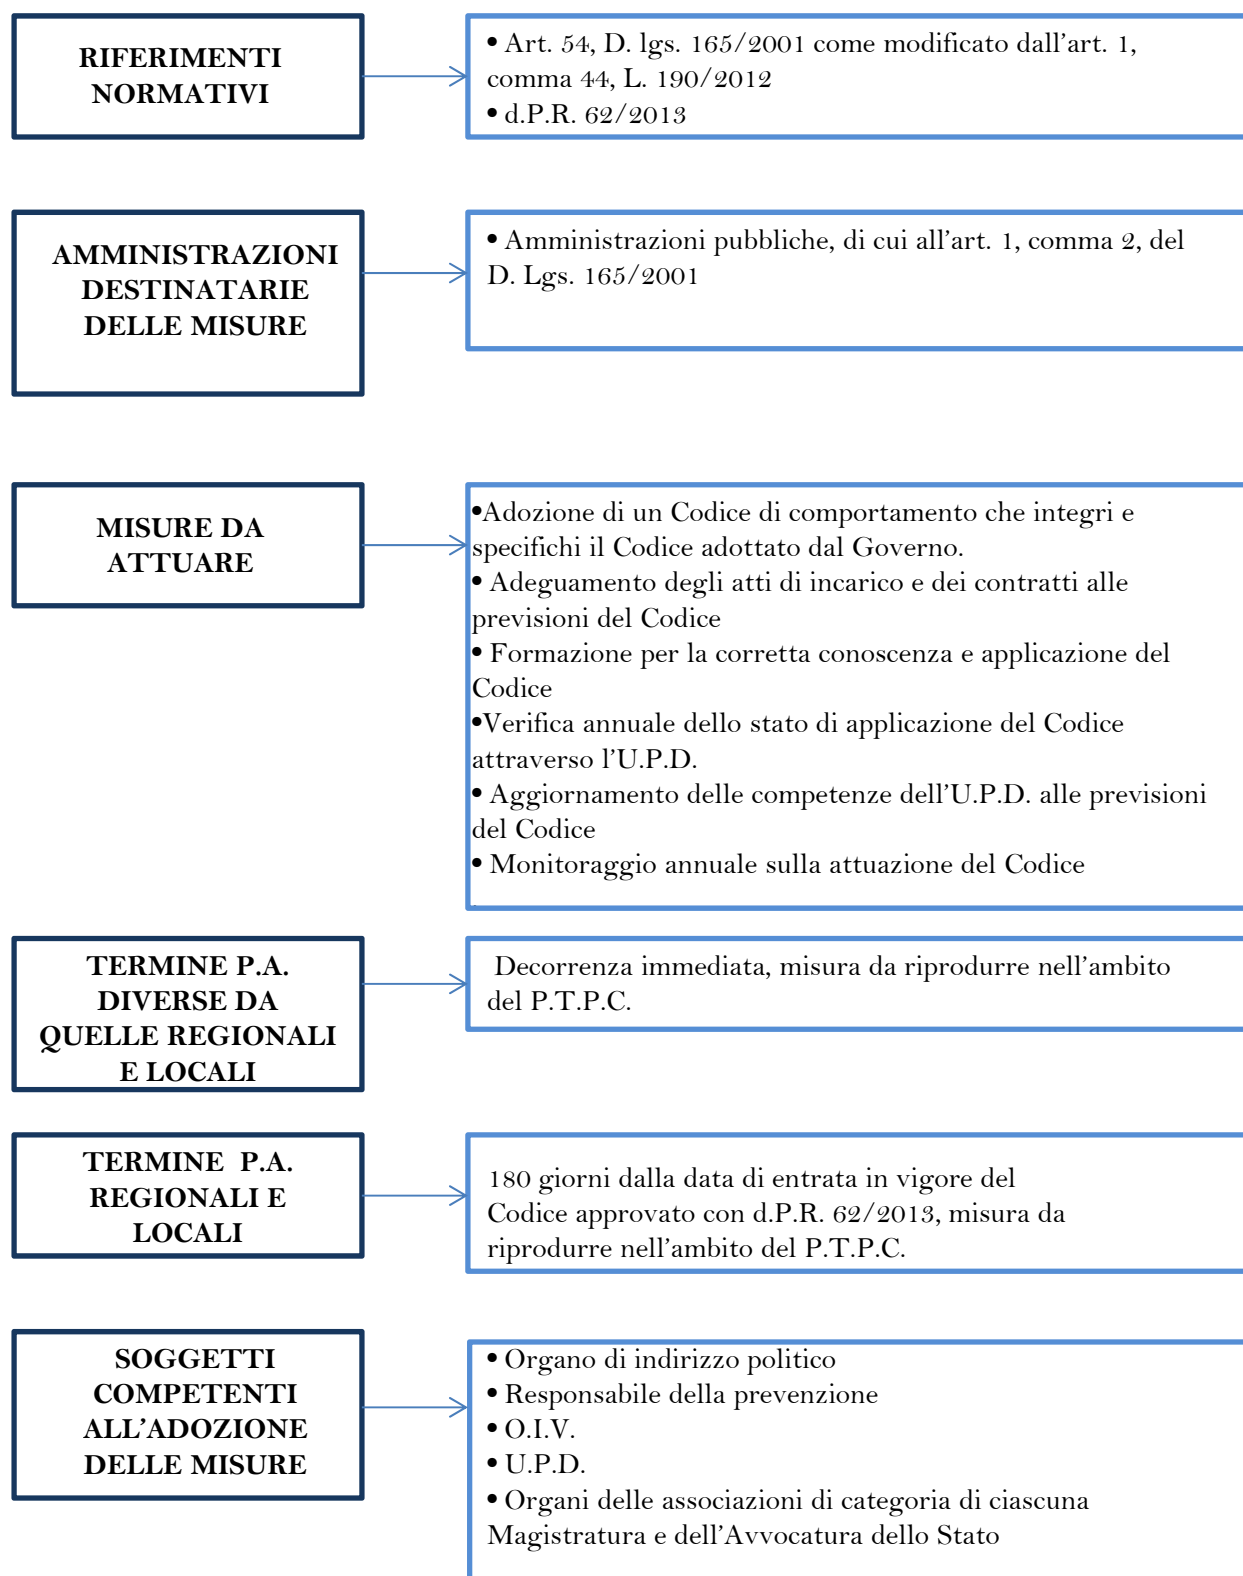 RIFERIMENTI
NORMATIVI
• Art. 54, D. lgs. 165/2001 come modificato dall’art. 1,
comma 44, L. 190/2012
• d.P.R. 62/2013
AMMINISTRAZIONI
DESTINATARIE
DELLE MISURE
• Amministrazioni pubbliche, di cui all’art. 1, comma 2, del
D. Lgs. 165/2001
MISURE DA
ATTUARE
•Adozione di un Codice di comportamento che integri e
specifichi il Codice adottato dal Governo.
• Adeguamento degli atti di incarico e dei contratti alle
previsioni del Codice
• Formazione per la corretta conoscenza e applicazione del
Codice
•Verifica annuale dello stato di applicazione del Codice
attraverso l’U.P.D.
• Aggiornamento delle competenze dell’U.P.D. alle previsioni
del Codice
• Monitoraggio annuale sulla attuazione del Codice
TERMINE P.A.
DIVERSE DA
QUELLE REGIONALI
E LOCALI
Decorrenza immediata, misura da riprodurre nell’ambito
del P.T.P.C.
TERMINE P.A.
REGIONALI E
LOCALI
180 giorni dalla data di entrata in vigore del
Codice approvato con d.P.R. 62/2013, misura da
riprodurre nell’ambito del P.T.P.C.
SOGGETTI
COMPETENTI
ALL’ADOZIONE
DELLE MISURE
• Organo di indirizzo politico
• Responsabile della prevenzione
• O.I.V.
• U.P.D.
• Organi delle associazioni di categoria di ciascuna
Magistratura e dell’Avvocatura dello Stato